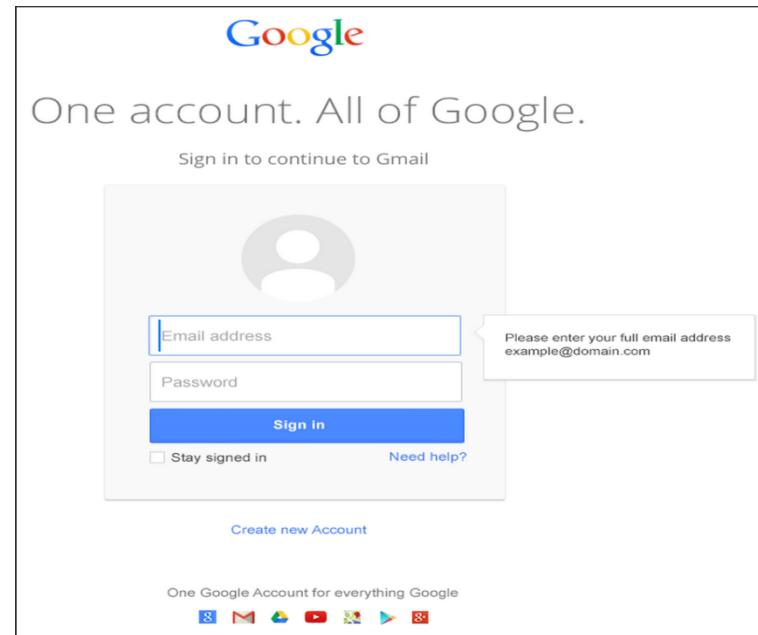 Google
One account. All of Google.
Sign in to continue to Gmail
Email address
Please enter your full email address
example@domain.com
Password
Sign in
Stay signed in
Need help?
Create new Account
One Google Account for everything Google